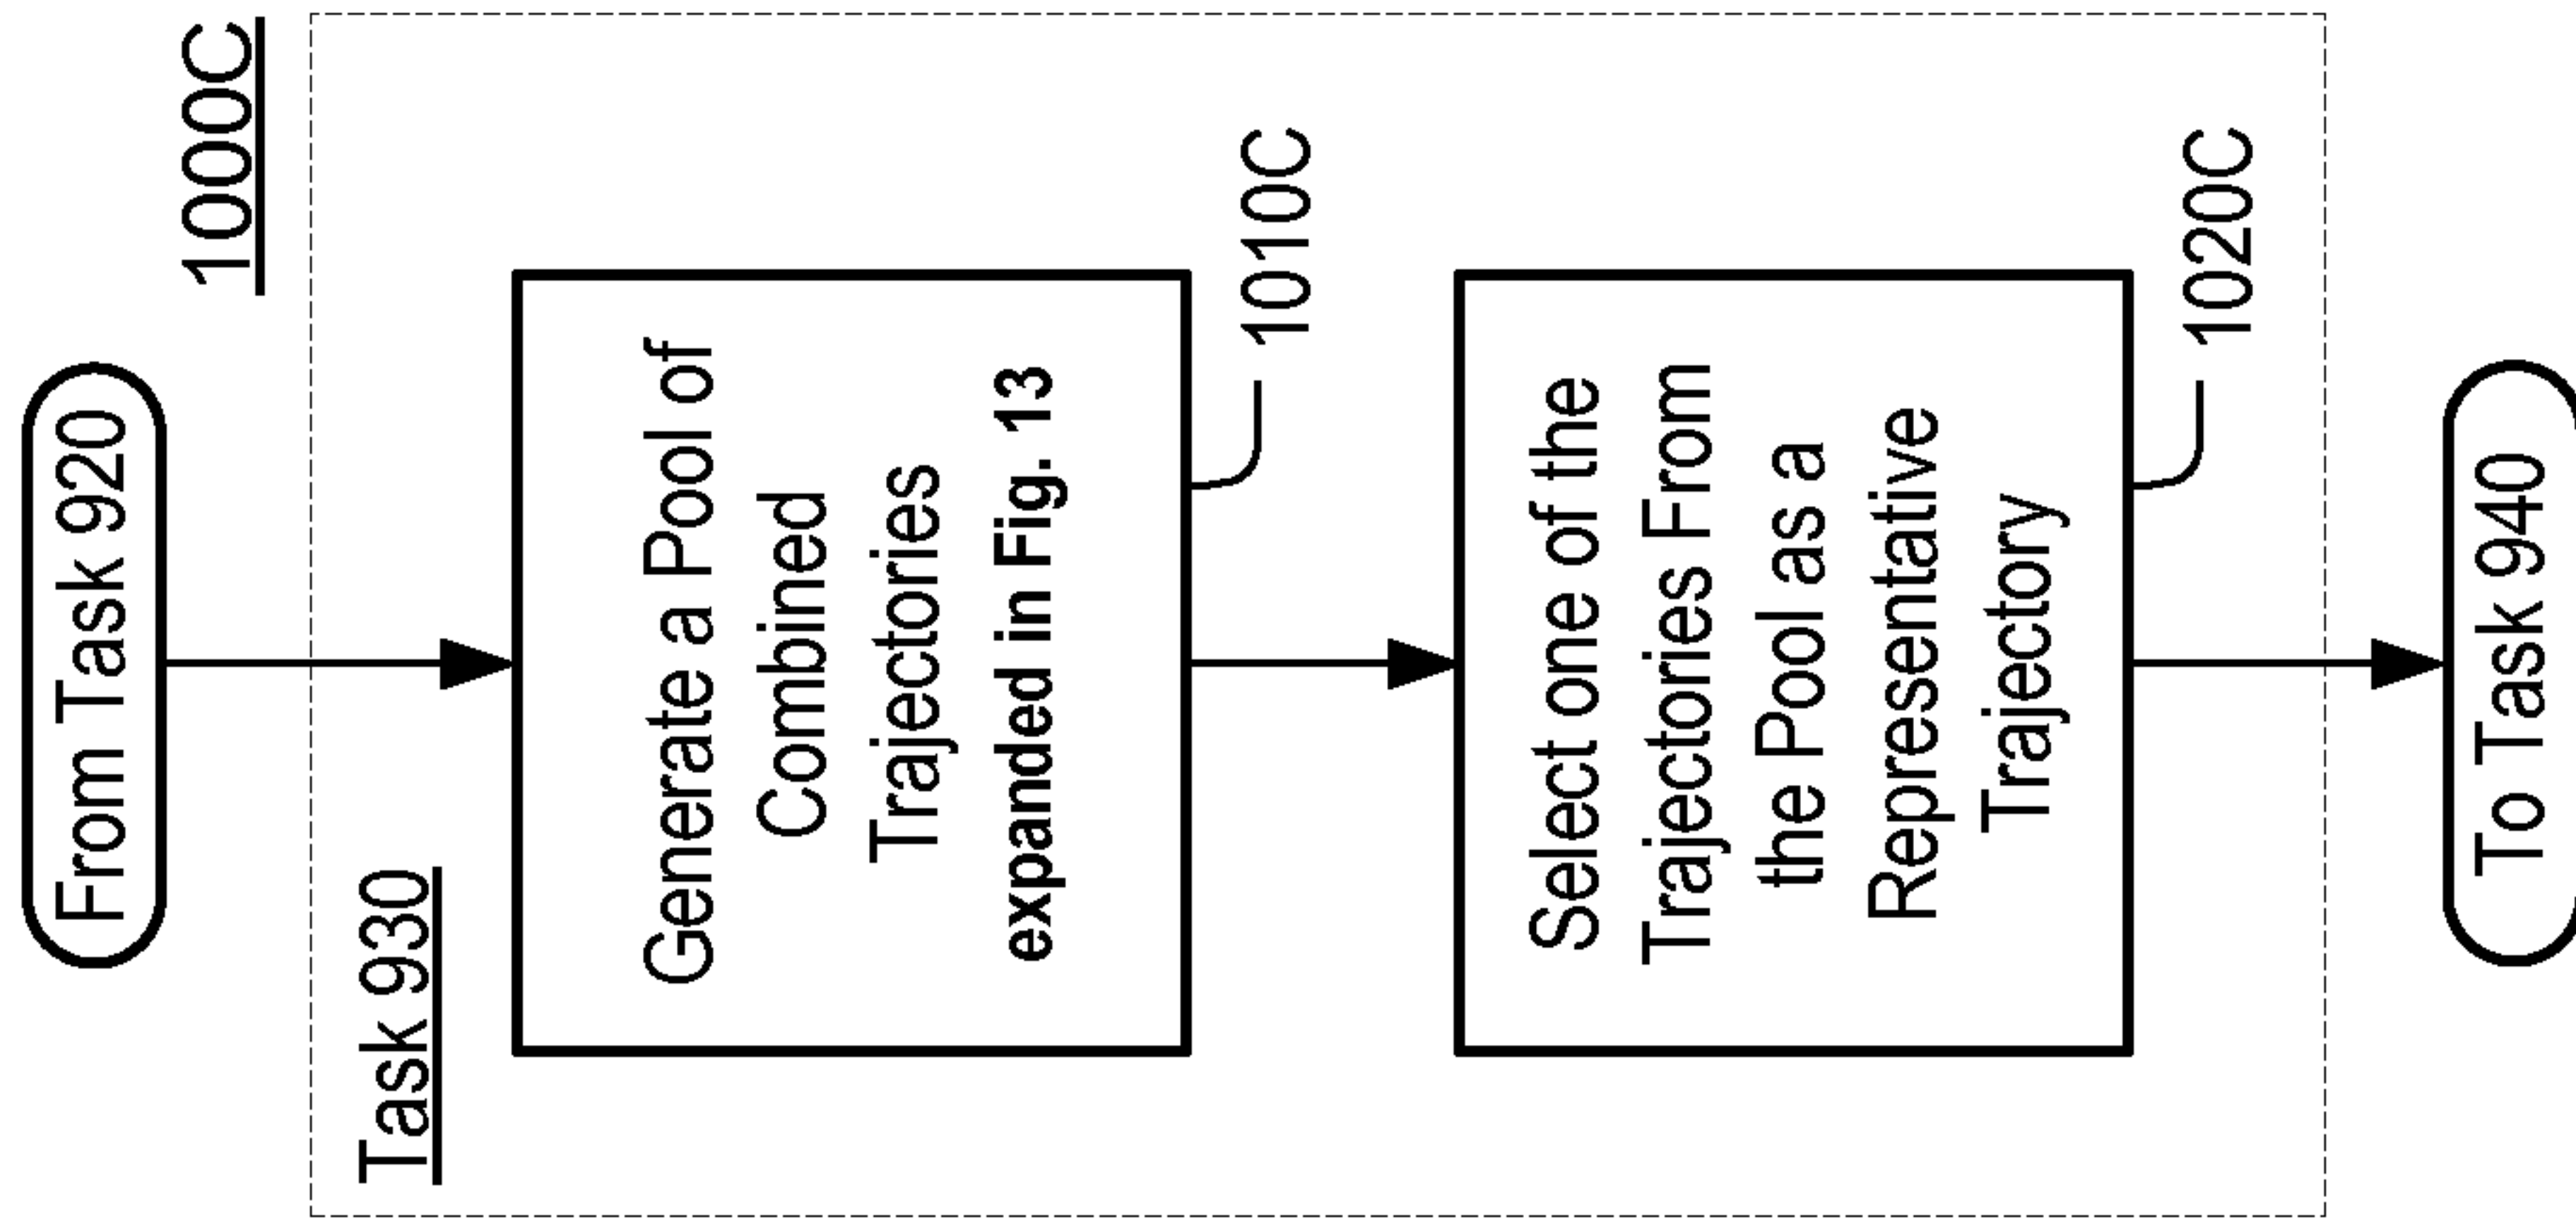 1000C
From Task 920
Task 930
Generate a Pool of
Combined
Trajectories
expanded in Fig. 13
1010C
Select one of the
Trajectories From
the Pool as a
Representative
Trajectory
1020C
To Task 940